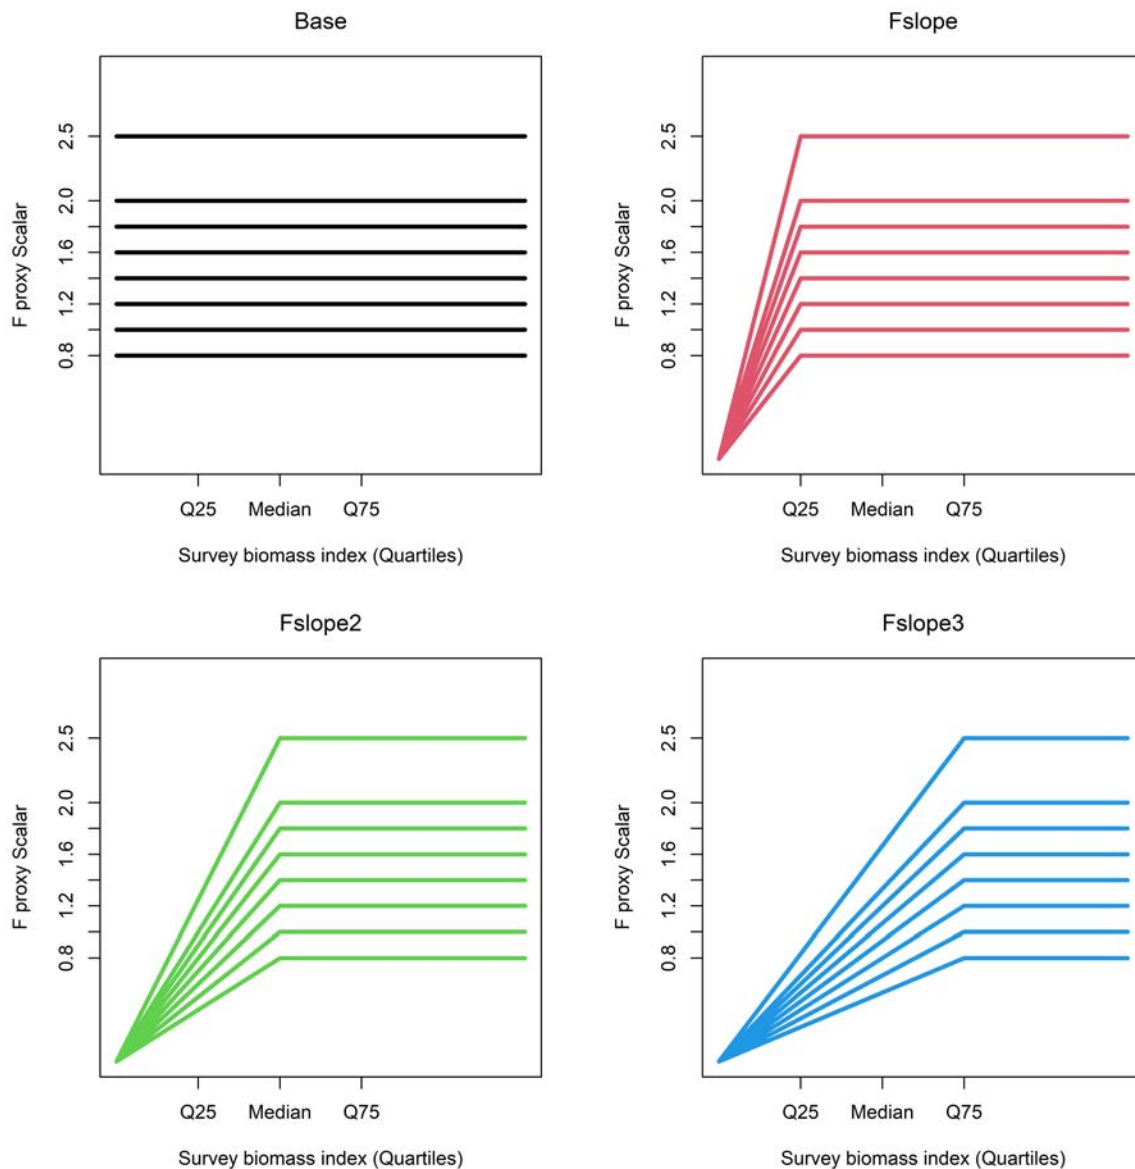 Base
F proxy Scalar
2.5
2.0
1.6
1.2
0.8
Q25 Median Q75
Survey biomass index (Quartiles)
Fslope
F proxy Scalar
2.5
2.0
1.6
1.2
0.8
Q25 Median Q75
Survey biomass index (Quartiles)
Fslope2
F proxy Scalar
2.5
2.0
1.6
1.2
0.8
Q25 Median Q75
Survey biomass index (Quartiles)
Fslope3
F proxy Scalar
2.5
2.0
1.6
1.2
0.8
Q25 Median Q75
Survey biomass index (Quartiles)